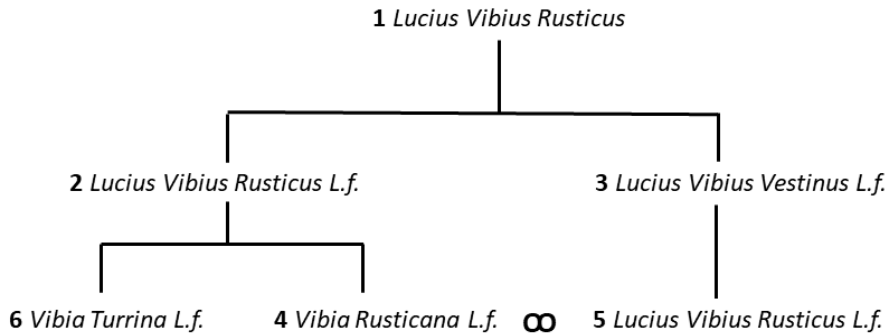 1 Lucius Vibius Rusticus
2 Lucius Vibius Rusticus L.f.
3 Lucius Vibius Vestinus L.f.
6 Vibia Turrina L.f.
4 Vibia Rusticana L.f.
ꝏ
5 Lucius Vibius Rusticus L.f.